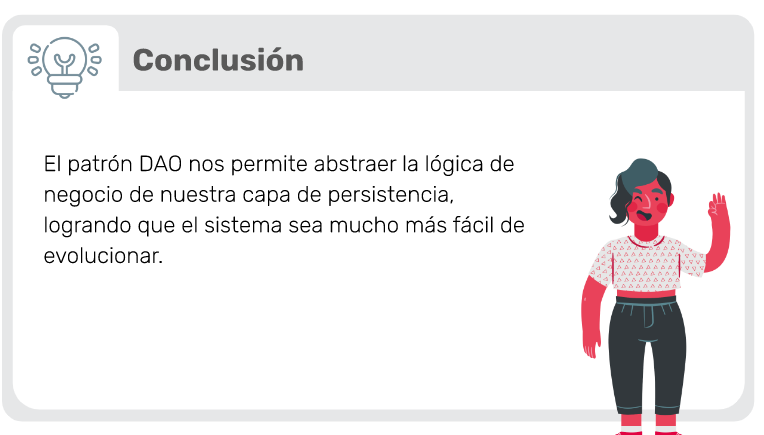 Conclusión
El patrón DAO nos permite abstraer la lógica de
negocio de nuestra capa de persistencia,
logrando que el sistema sea mucho más fácil de
evolucionar.